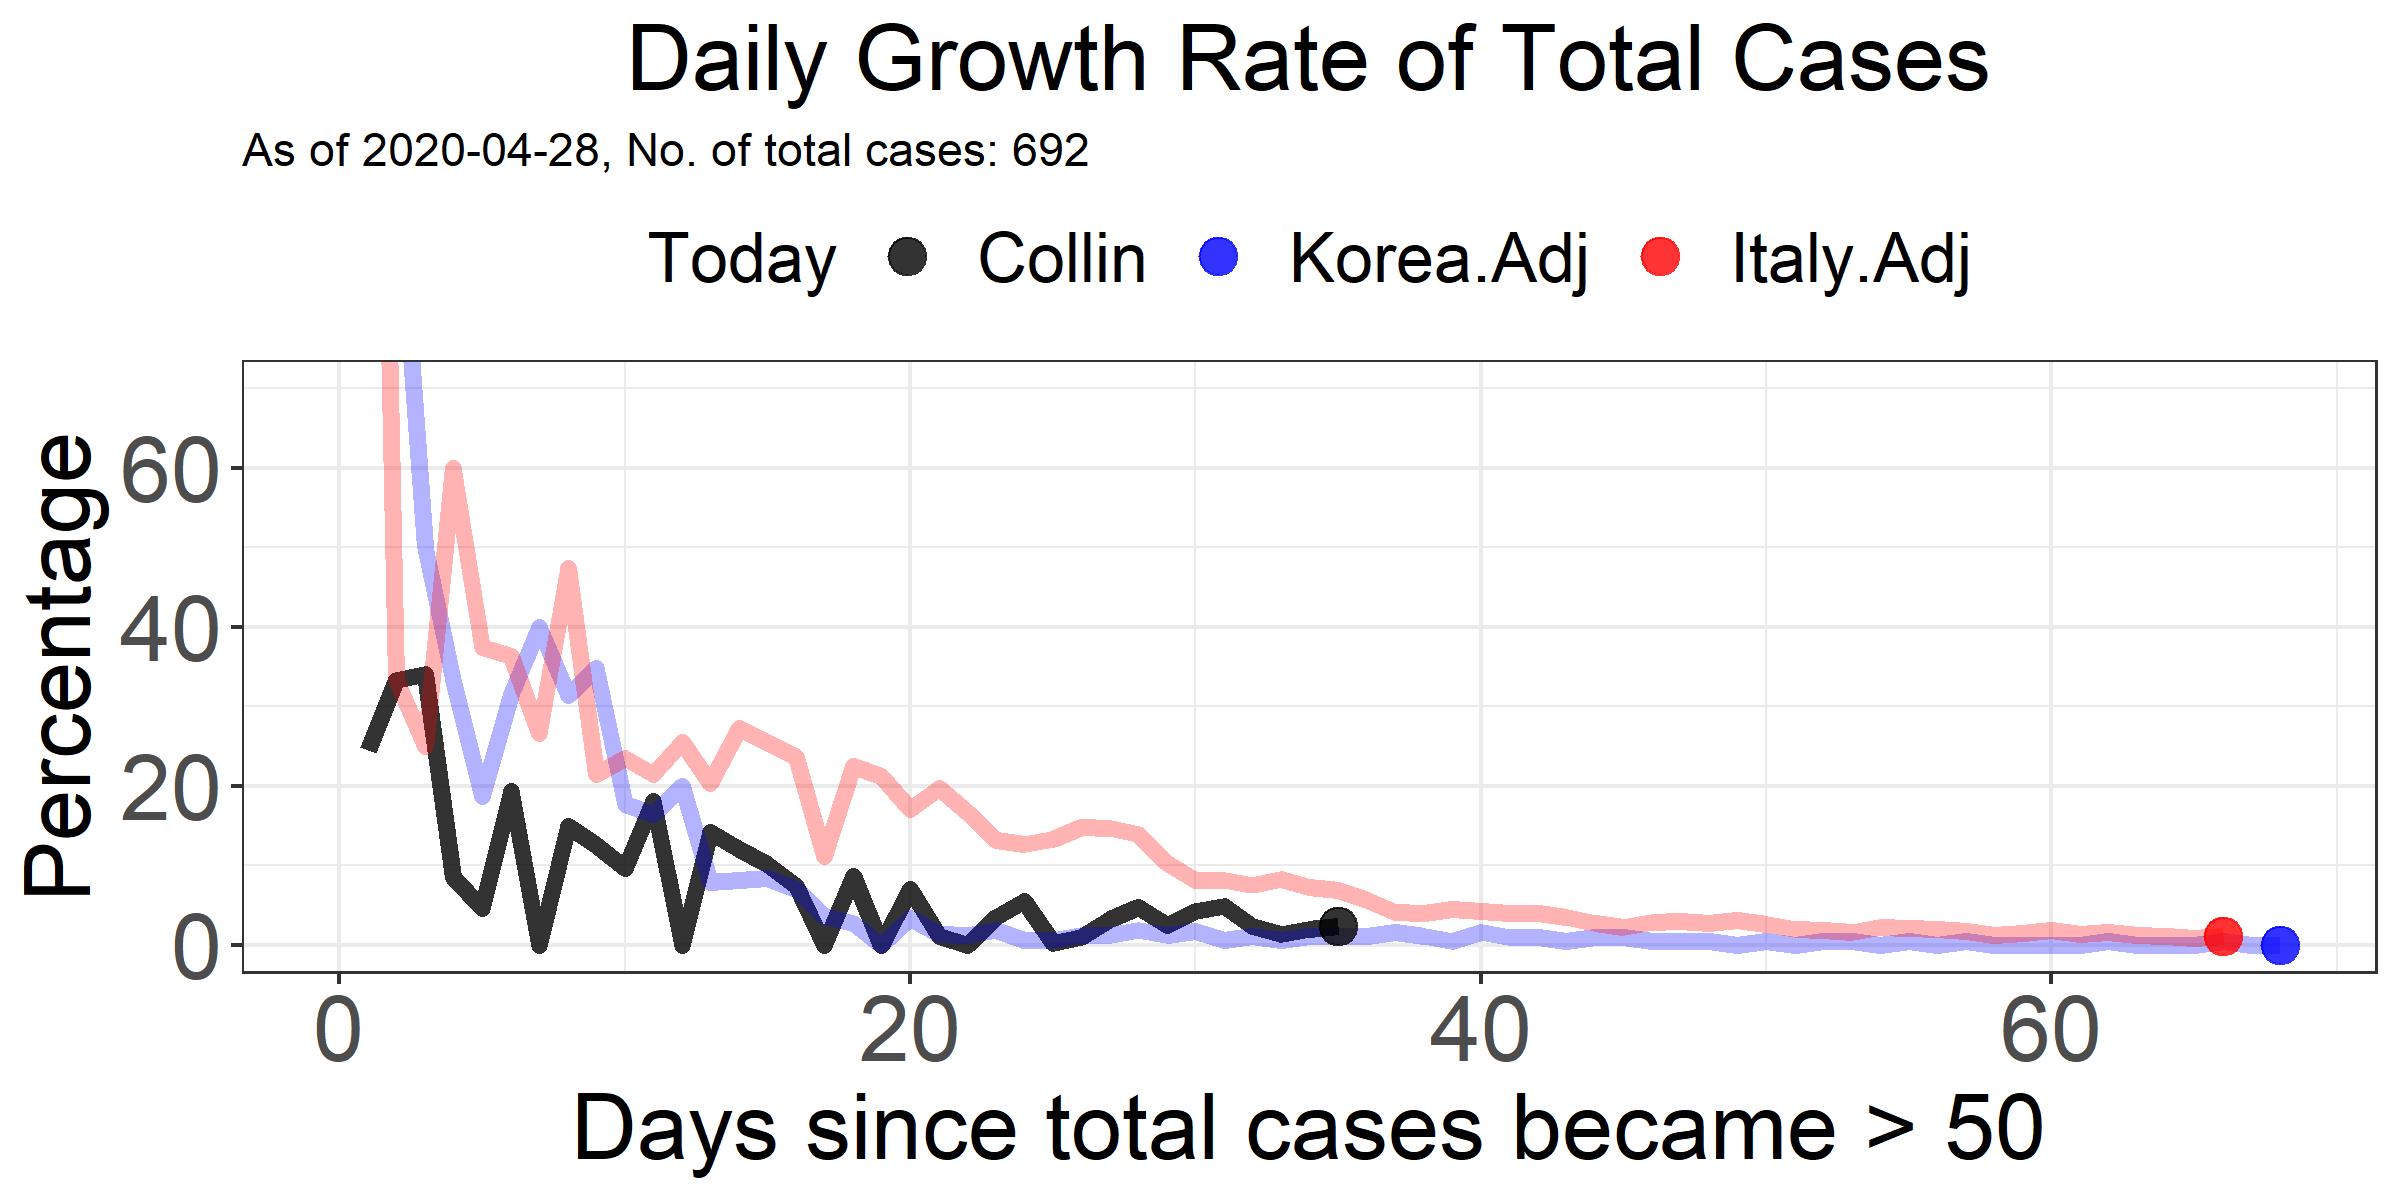 Daily Growth Rate of Total Cases
As of 2020-04-28, No. of total cases: 692
Today Collin Korea.Adj Italy.Adj
Percentage
60
40
20
0
0 20 40 60
Days since total cases became > 50